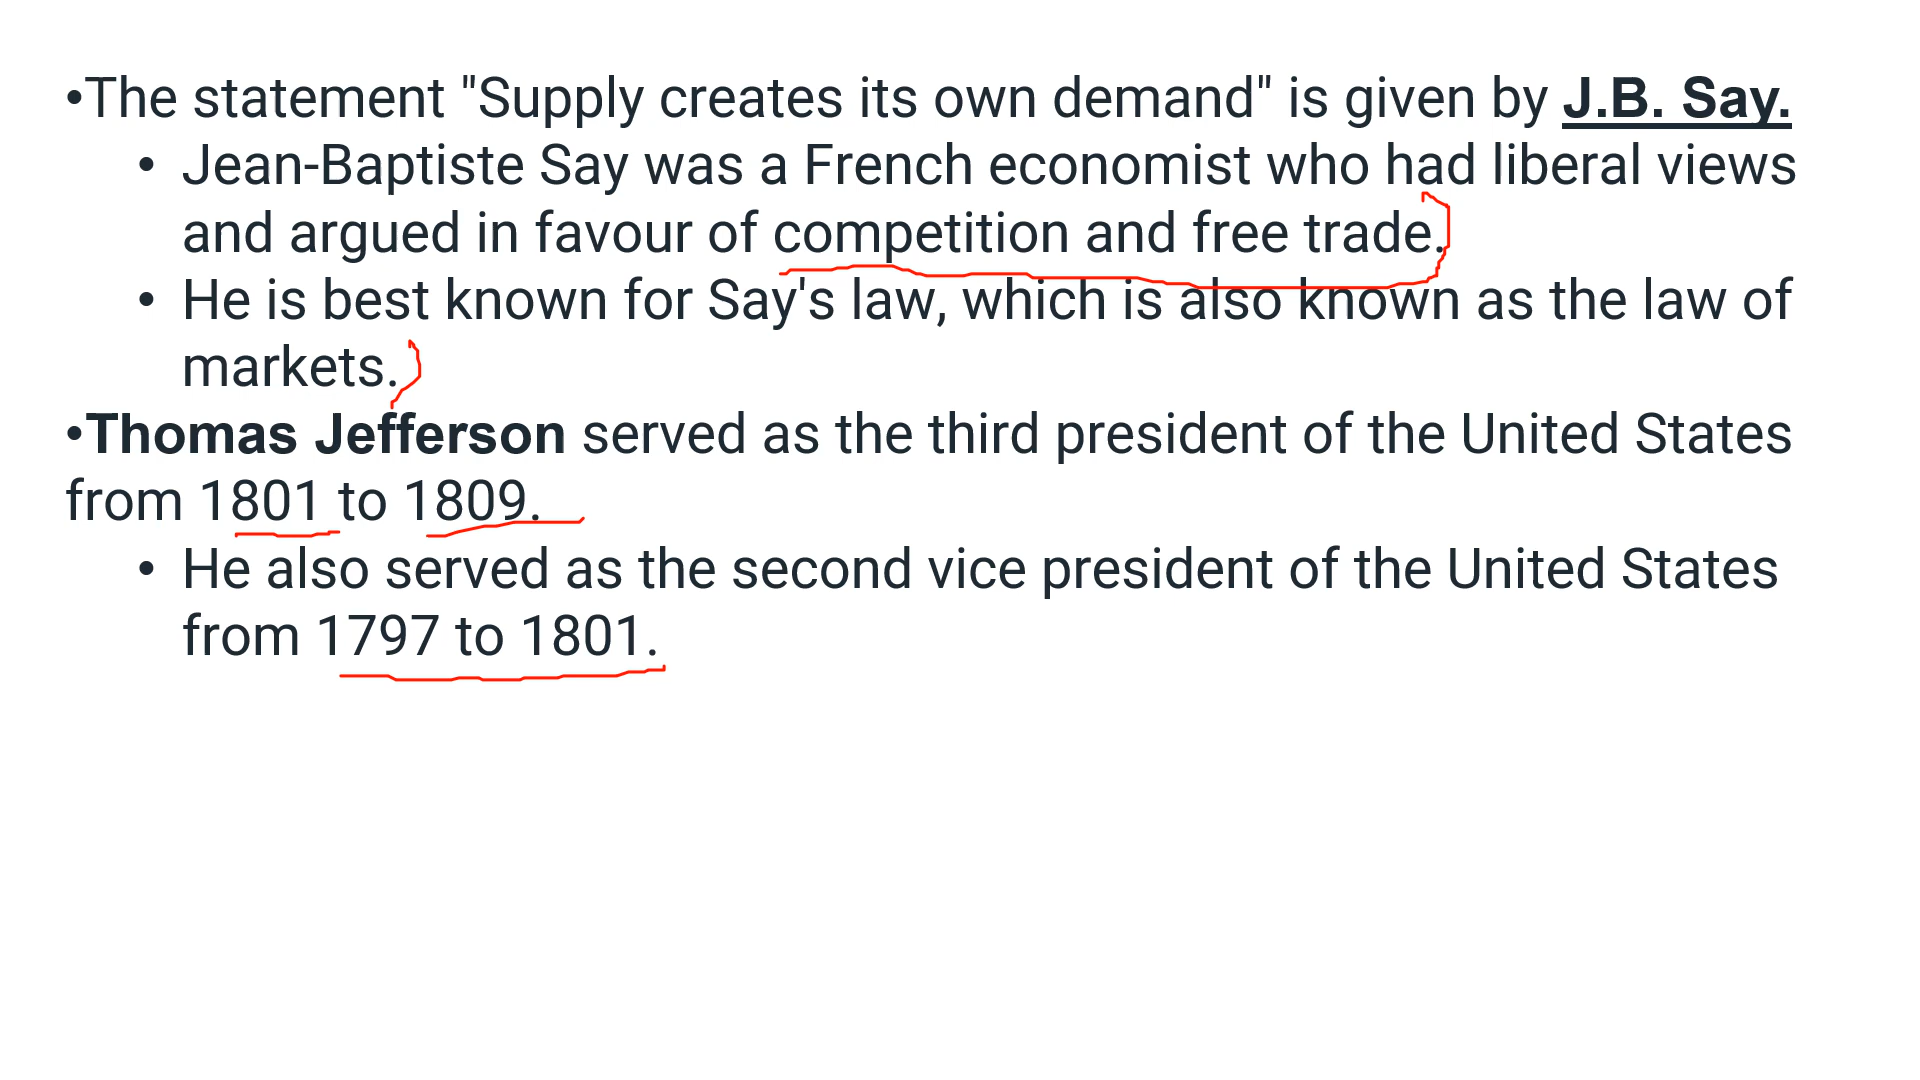 •The statement "Supply creates its own demand" is given by J.B. Say.
• Jean-Baptiste Say was a French economist who had liberal views
and argued in favour of competition and free trade.
• He is best known for Say's law, which is also known as the law of
markets.
•Thomas Jefferson served as the third president of the United States
from 1801 to 1809.
• He also served as the second vice president of the United States
from 1797 to 1801.